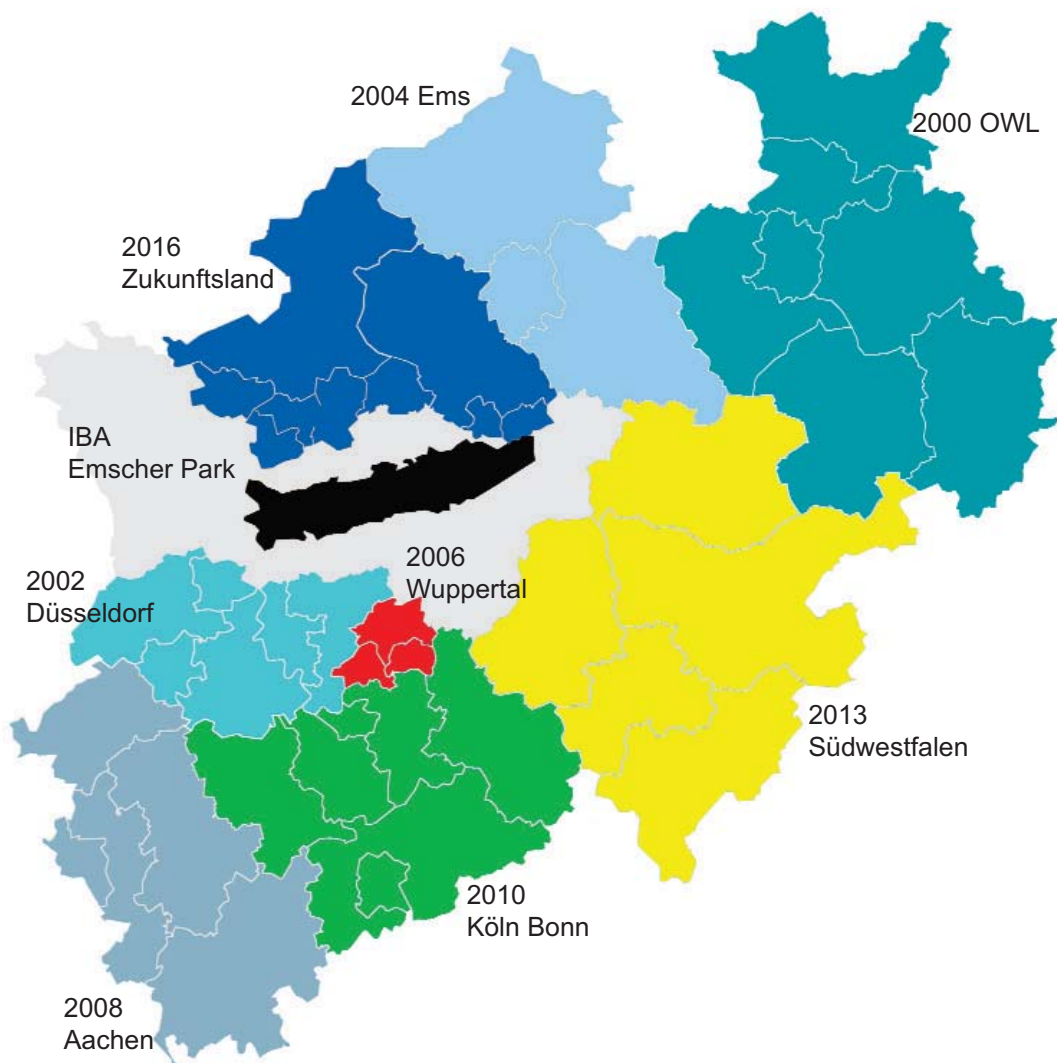 2004 Ems
2000 OWL
2016
Zukunftsland
IBA
Emscher Park
2002
Düsseldorf
2006
Wuppertal
2013
Südwestfalen
2010
Köln Bonn
2008
Aachen